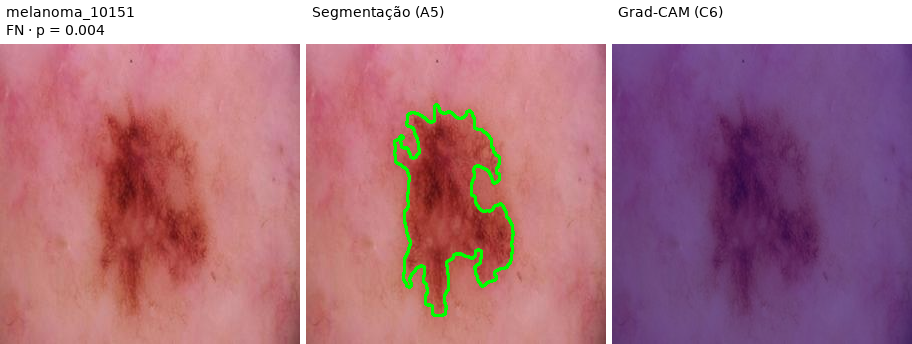 melanoma_10151
FN · p = 0.004
Segmentação (A5)
Grad-CAM (C6)